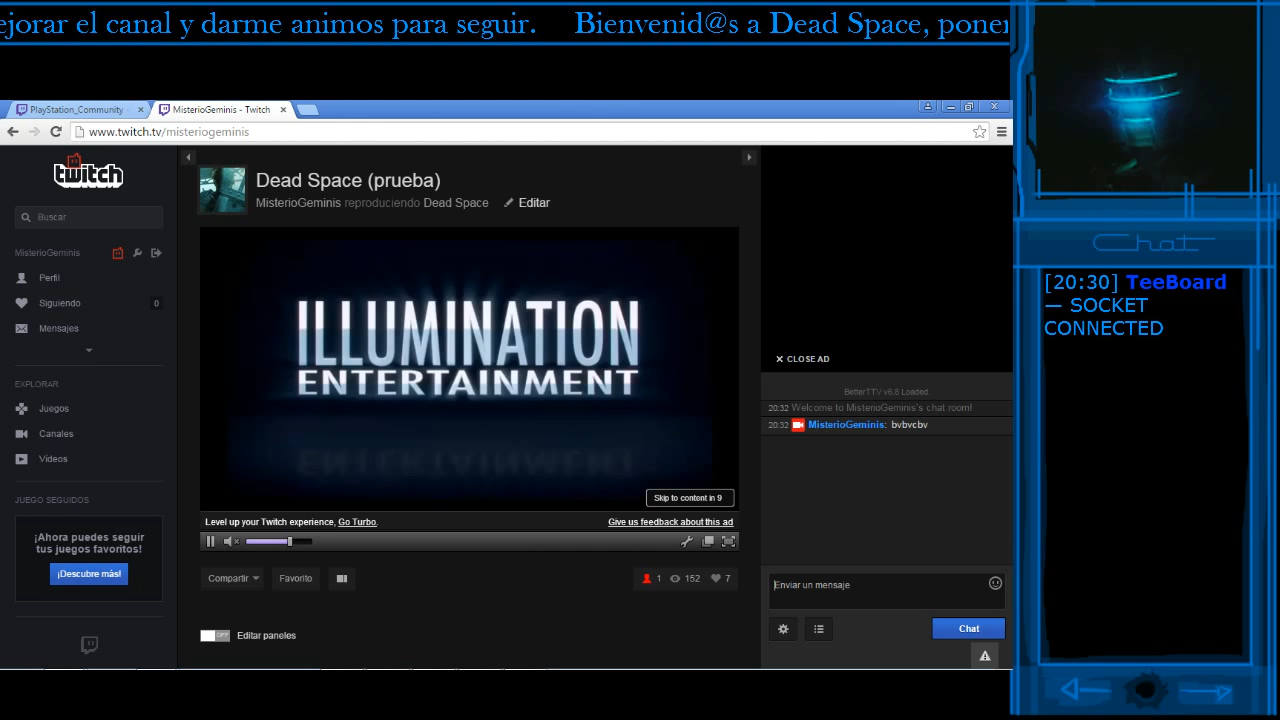 ejorar el canal y darme animos para seguir. Bienvenid@s a Dead Space, poner
PlayStation_Community -
MisterioGeminis - Twitch
www.twitch.tv/misteriogeminis
twitch
Buscar
MisterioGeminis
Perfil
Siguiendo 0
Mensajes
EXPLORAR
Juegos
Canales
Vídeos
JUEGO SEGUIDOS
¡Ahora puedes seguir
tus juegos favoritos!
¡Descubre más!
Dead Space (prueba)
MisterioGeminis reproduciendo Dead Space Editar
ILLUMINATION
ENTERTAINMENT
Skip to content in 9
Level up your Twitch experience, Go Turbo.
Give us feedback about this ad
Compartir
Favorito
1 152 7
OFF
Editar paneles
CLOSE AD
BetterTTV v6.8 Loaded.
20:32 Welcome to MisterioGeminis's chat room!
20:32 MisterioGeminis: bvbvcbv
Enviar un mensaje
Chat
Chat
[20:30] TeeBoard
— SOCKET
CONNECTED